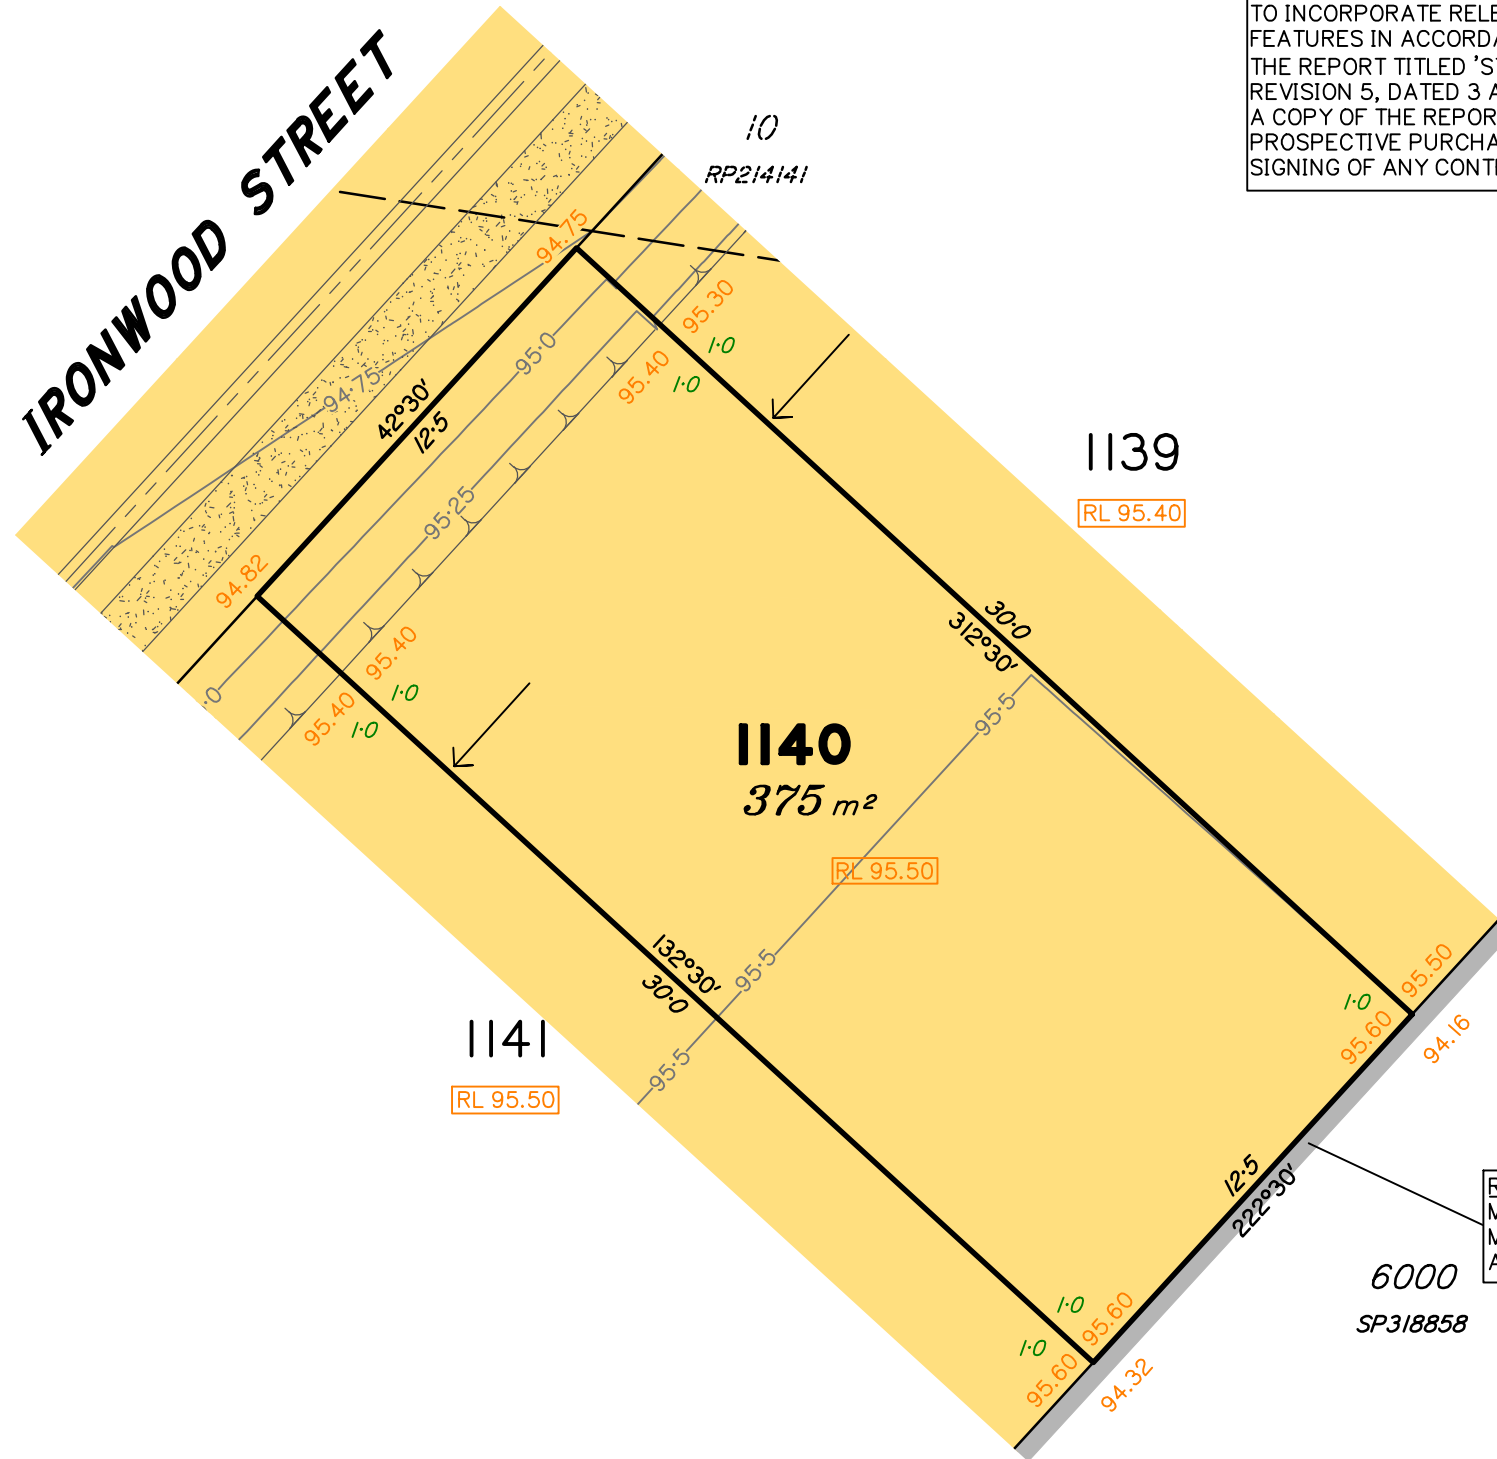 TO INCORPORATE RELE
FEATURES IN ACCORDA
THE REPORT TITLED 'ST
REVISION 5, DATED 3 A
A COPY OF THE REPOR
PROSPECTIVE PURCHA
SIGNING OF ANY CONT
IRONWOOD STREET
10
RP214141
94.75
95.30
1·0
95·0
95.40
1·0
94·75
42°30'
12·5
1139
RL 95.40
95·25
94.82
30·0
312°30'
95.40
1·0
·0
95.40
1·0
95·5
1140
375 m²
RL 95.50
132°30'
30·0
95·5
95.50
1·0
95.60
94.16
1141
95·5
RL 95.50
12·5
222°30'
R
M
M
A
6000
SP318858
1·0
95.60
1·0
95.60
94.32